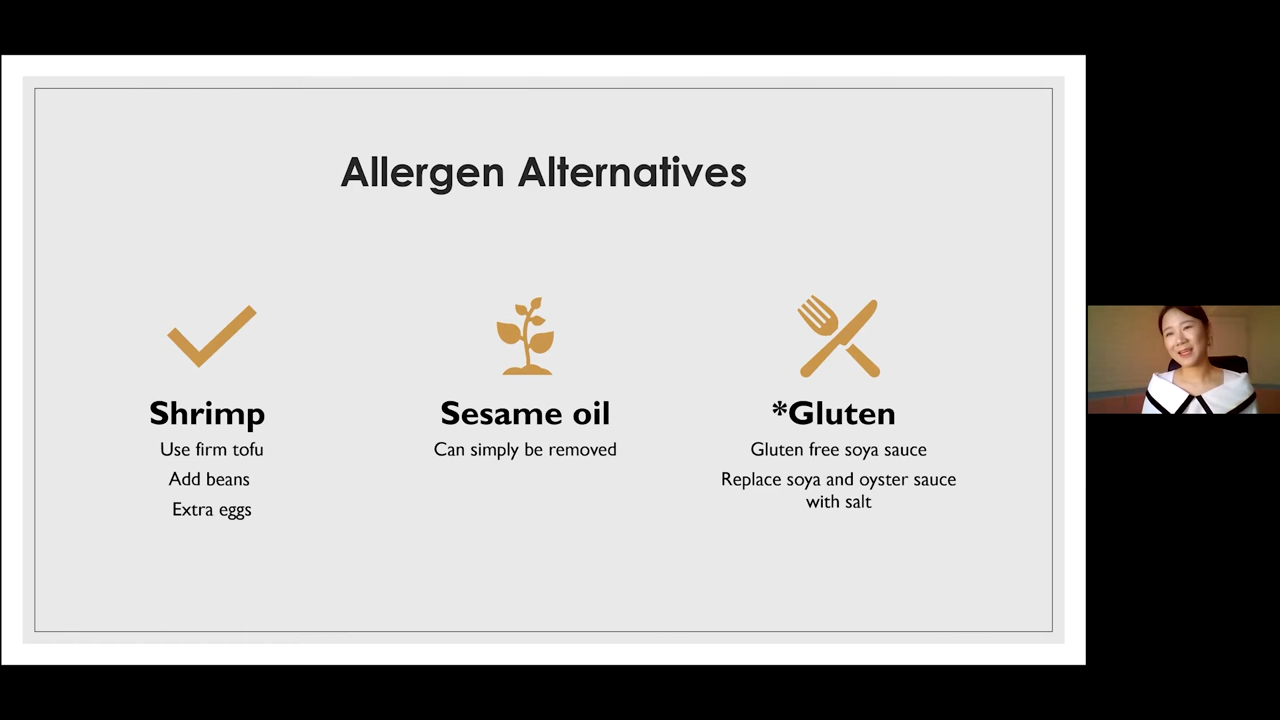 Allergen Alternatives
Shrimp
Use firm tofu
Add beans
Extra eggs
Sesame oil
Can simply be removed
*Gluten
Gluten free soya sauce
Replace soya and oyster sauce
with salt